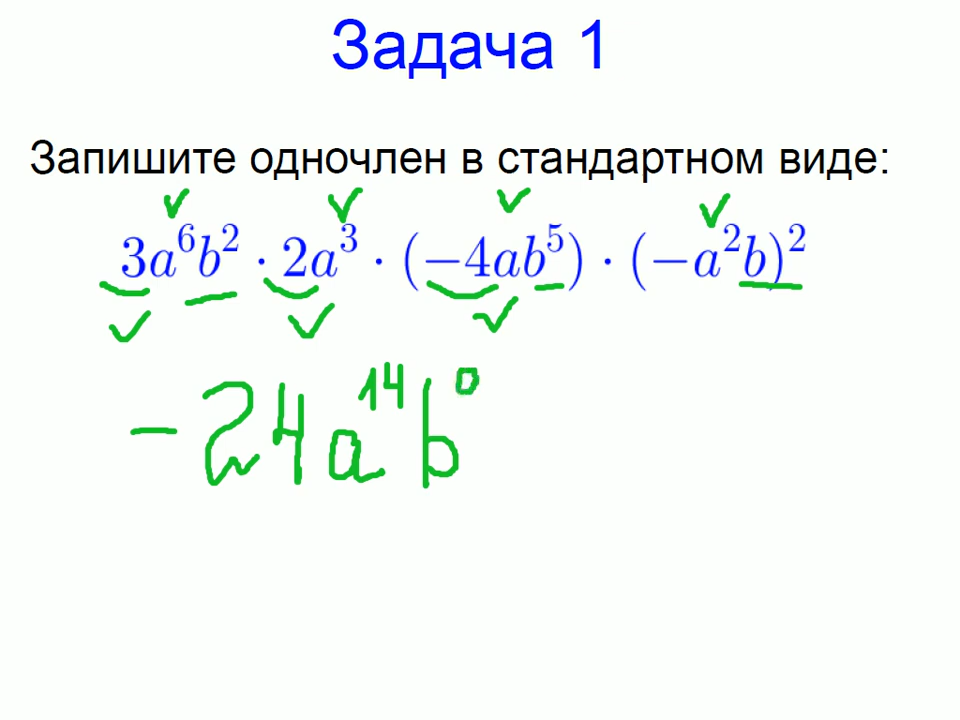 Задача 1
Запишите одночлен в стандартном виде:
3a⁶b² · 2a³ · (−4ab⁵) · (−a²b)²
−24a¹⁴b⁰